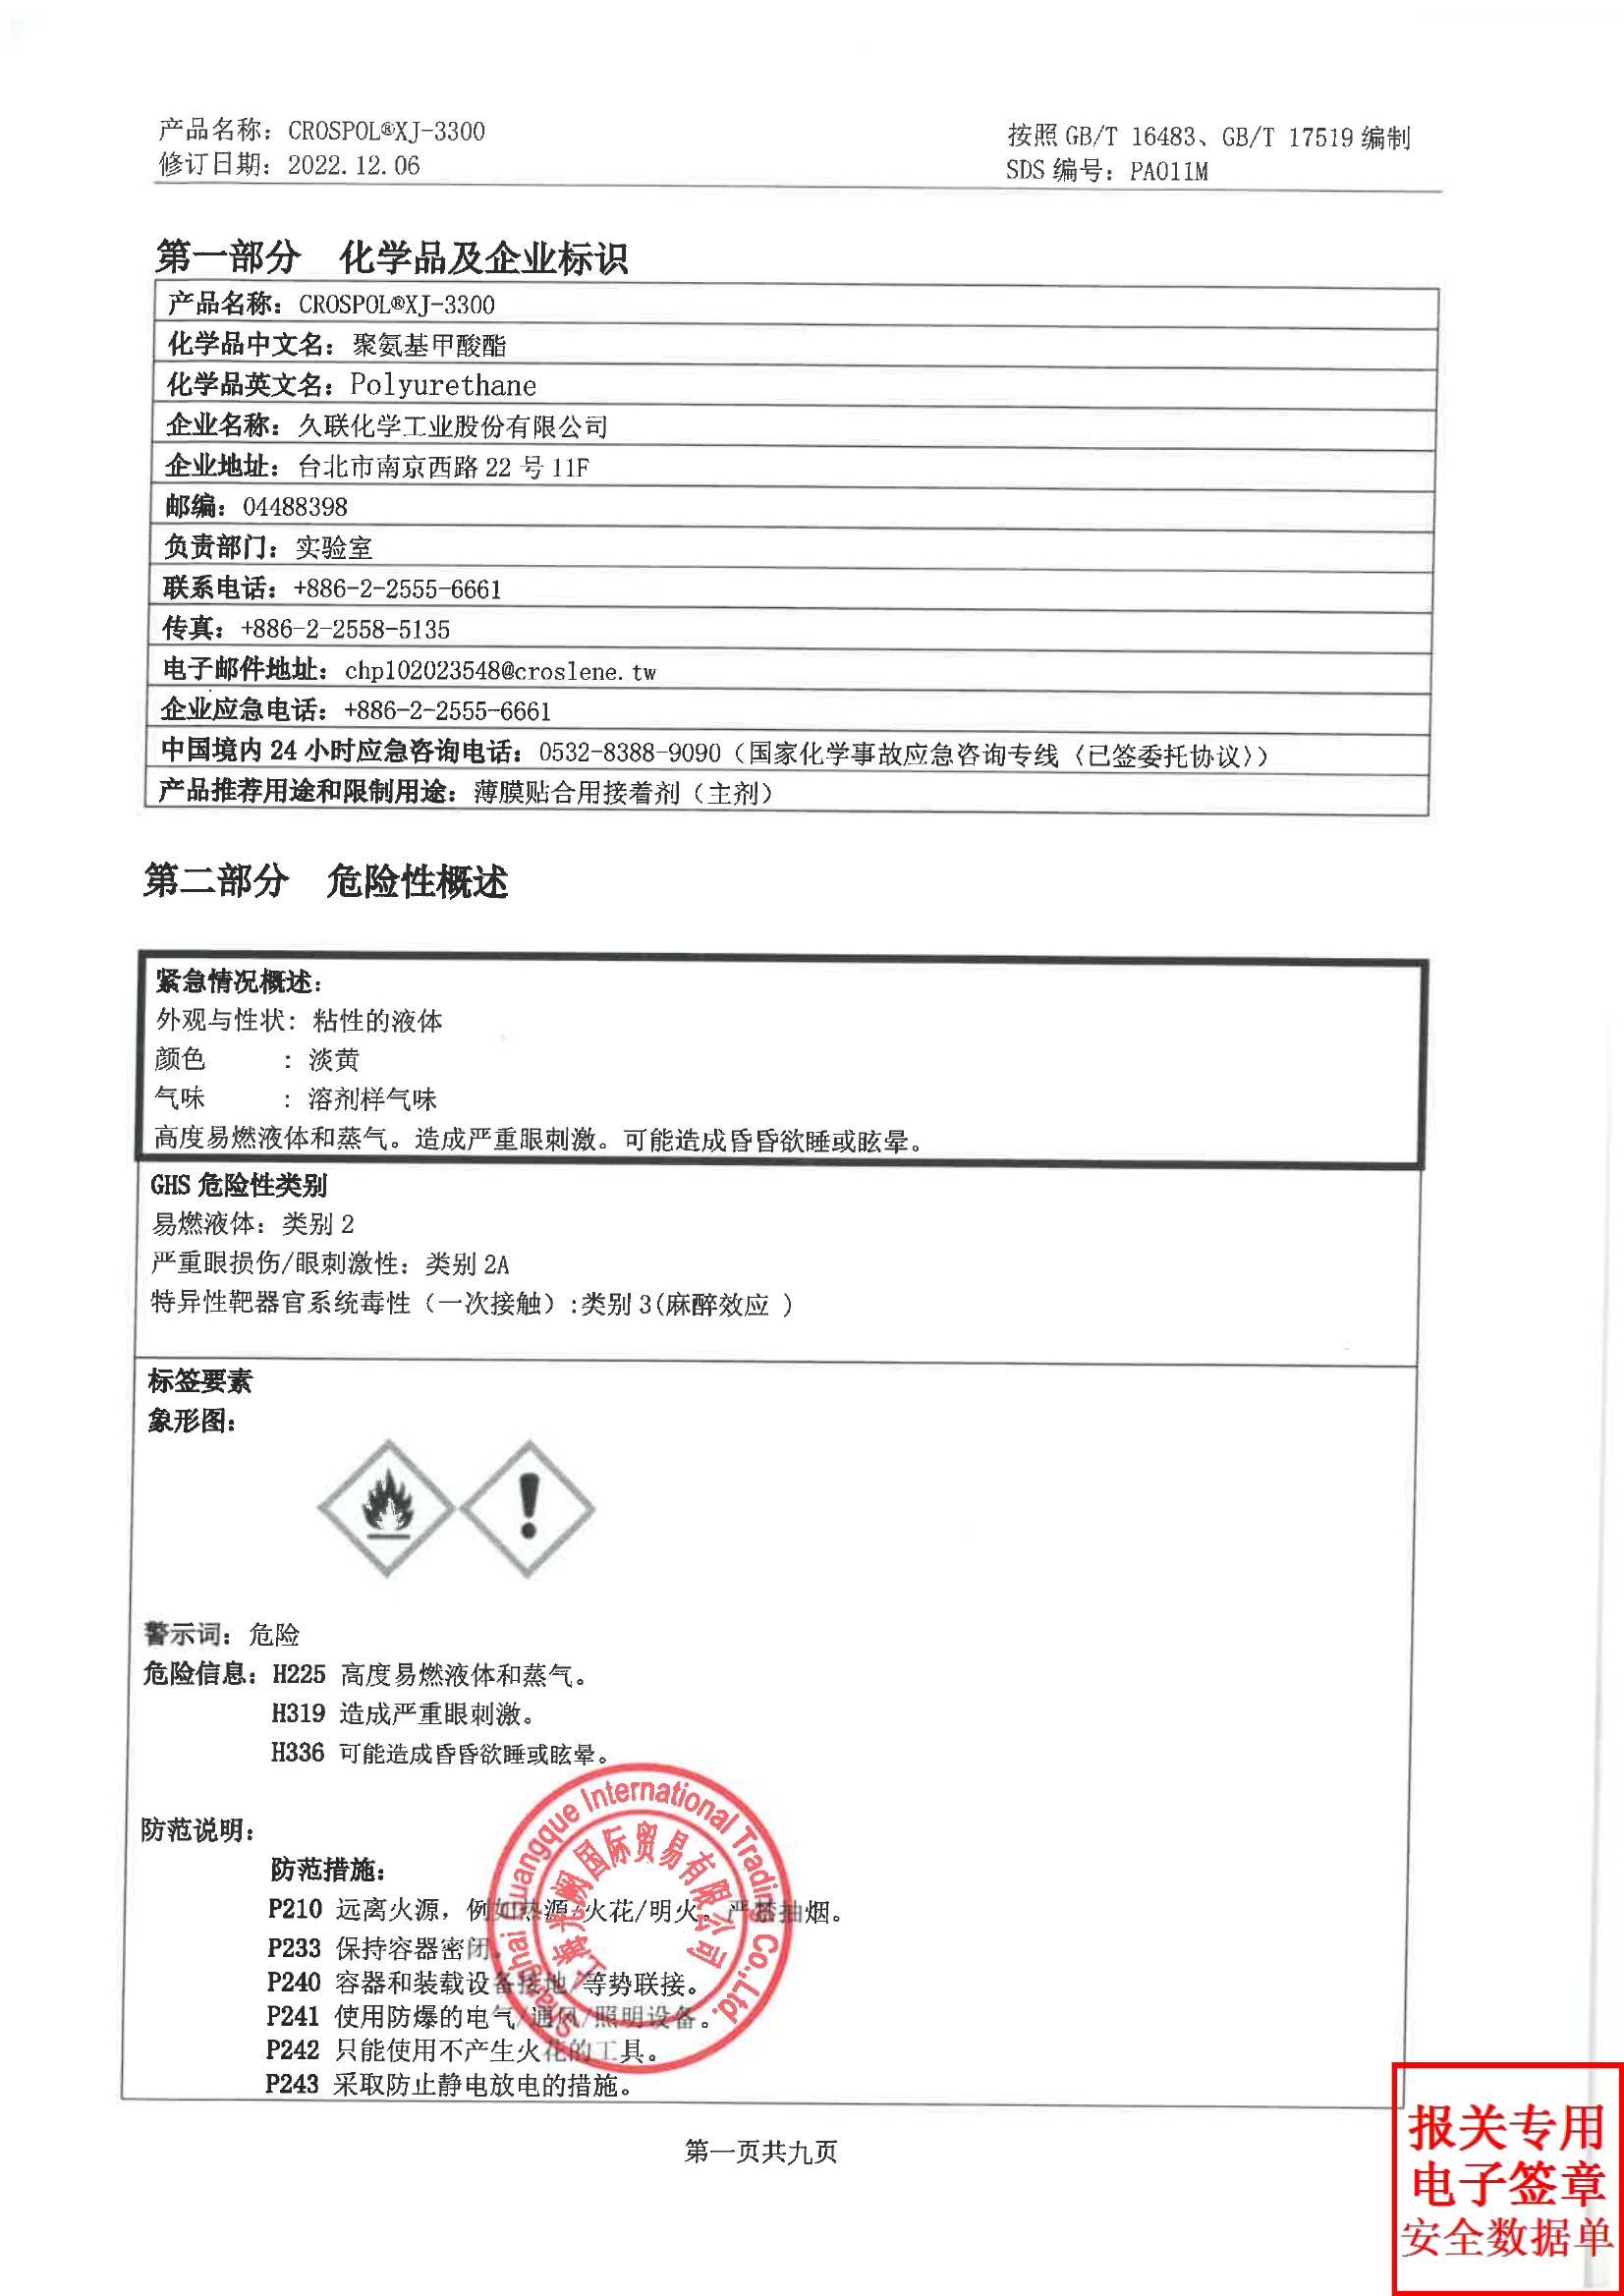 产品名称：CROSPOL®XJ-3300
修订日期：2022.12.06
按照 GB/T 16483、GB/T 17519 编制
SDS 编号：PA011M
第一部分 化学品及企业标识
产品名称：CROSPOL®XJ-3300
化学品中文名：聚氨基甲酸酯
化学品英文名：Polyurethane
企业名称：久联化学工业股份有限公司
企业地址：台北市南京西路 22 号 11F
邮编：04488398
负责部门：实验室
联系电话：+886-2-2555-6661
传真：+886-2-2558-5135
电子邮件地址：chp102023548@croslene.tw
企业应急电话：+886-2-2555-6661
中国境内 24 小时应急咨询电话：0532-8388-9090（国家化学事故应急咨询专线〈已签委托协议〉）
产品推荐用途和限制用途：薄膜贴合用接着剂（主剂）
第二部分 危险性概述
紧急情况概述：
外观与性状：粘性的液体
颜色 ：淡黄
气味 ：溶剂样气味
高度易燃液体和蒸气。造成严重眼刺激。可能造成昏昏欲睡或眩晕。
GHS 危险性类别
易燃液体：类别 2
严重眼损伤/眼刺激性：类别 2A
特异性靶器官系统毒性（一次接触）:类别 3(麻醉效应 )
标签要素
象形图：
警示词：危险
危险信息：H225 高度易燃液体和蒸气。
H319 造成严重眼刺激。
H336 可能造成昏昏欲睡或眩晕。
防范说明：
防范措施：
P210 远离火源，例如热源/火花/明火。严禁抽烟。
P233 保持容器密闭。
P240 容器和装载设备接地/等势联接。
P241 使用防爆的电气/通风/照明设备。
P242 只能使用不产生火花的工具。
P243 采取防止静电放电的措施。
Shanghai Guangque International Trading Co.,Ltd.
上海光阙国际贸易有限公司
第一页共九页
报关专用
电子签章
安全数据单